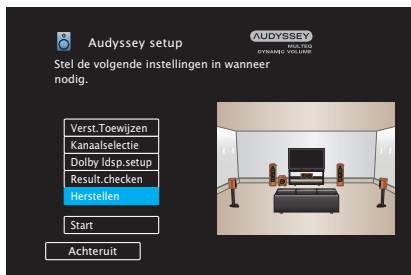 Audyssey setup
AUDYSSEY
MULTEQ
DYNAMIC VOLUME
Stel de volgende instellingen in wanneer
nodig.
Verst.Toewijzen
Kanaalselectie
Dolby ldsp.setup
Result.checken
Herstellen
Start
Achteruit